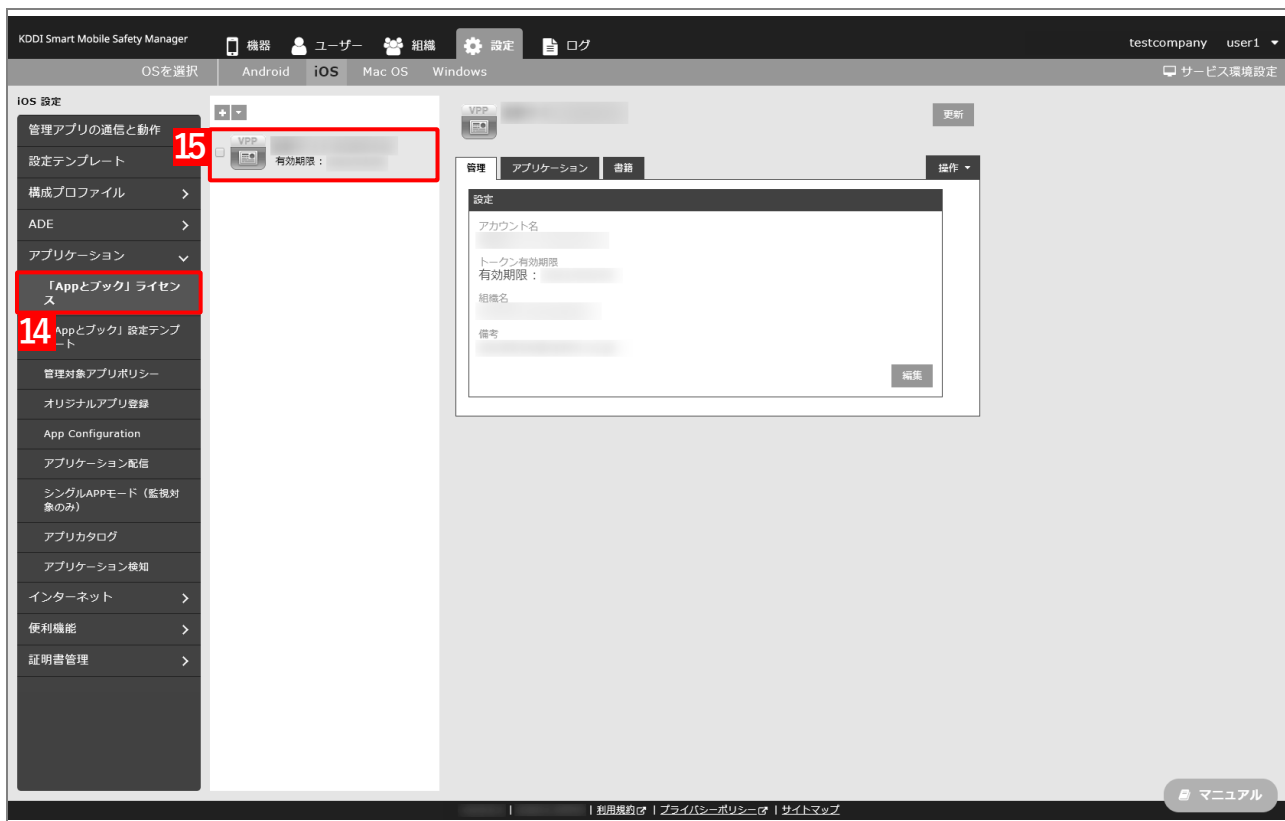 KDDI Smart Mobile Safety Manager
機器 ユーザー 組織 設定 ログ
testcompany user1
OSを選択 Android iOS Mac OS Windows
サービス環境設定
iOS 設定
管理アプリの通信と動作
設定テンプレート
構成プロファイル
ADE
アプリケーション
「Appとブック」ライセン
ス
14
Appとブック」設定テンプ
ート
管理対象アプリポリシー
オリジナルアプリ登録
App Configuration
アプリケーション配信
シングルAPPモード（監視対
象のみ）
アプリカタログ
アプリケーション検知
インターネット
便利機能
証明書管理
15
VPP
有効期限：
VPP
更新
管理 アプリケーション 書籍
操作
設定
アカウント名
トークン有効期限
有効期限：
組織名
備考
編集
マニュアル
| | 利用規約 | プライバシーポリシー | サイトマップ